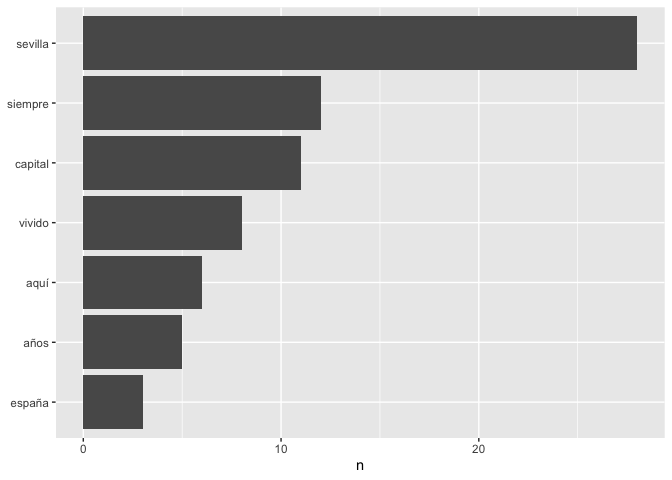 sevilla
siempre
capital
vivido
aquí
años
españa
0 10 20
n